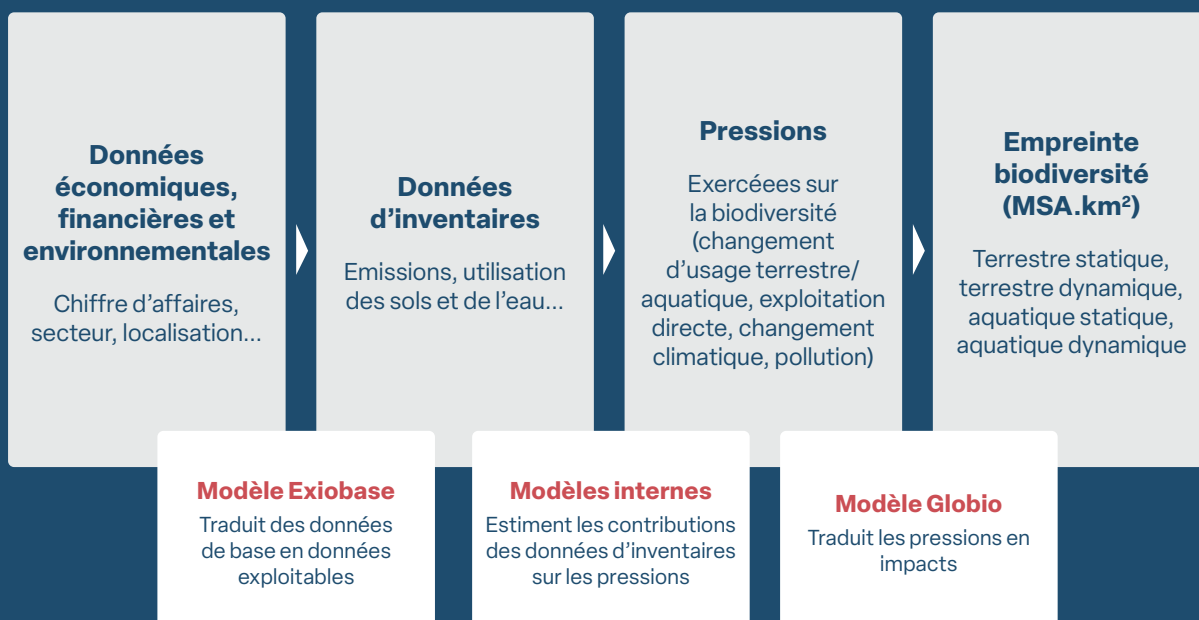 Données
économiques,
financières et
environnementales
Chiffre d’affaires,
secteur, localisation...
Données
d’inventaires
Emissions, utilisation
des sols et de l’eau...
Pressions
Exercéees sur
la biodiversité
(changement
d’usage terrestre/
aquatique, exploitation
directe, changement
climatique, pollution)
Empreinte
biodiversité
(MSA.km²)
Terrestre statique,
terrestre dynamique,
aquatique statique,
aquatique dynamique
Modèle Exiobase
Traduit des données
de base en données
exploitables
Modèles internes
Estiment les contributions
des données d’inventaires
sur les pressions
Modèle Globio
Traduit les pressions en
impacts